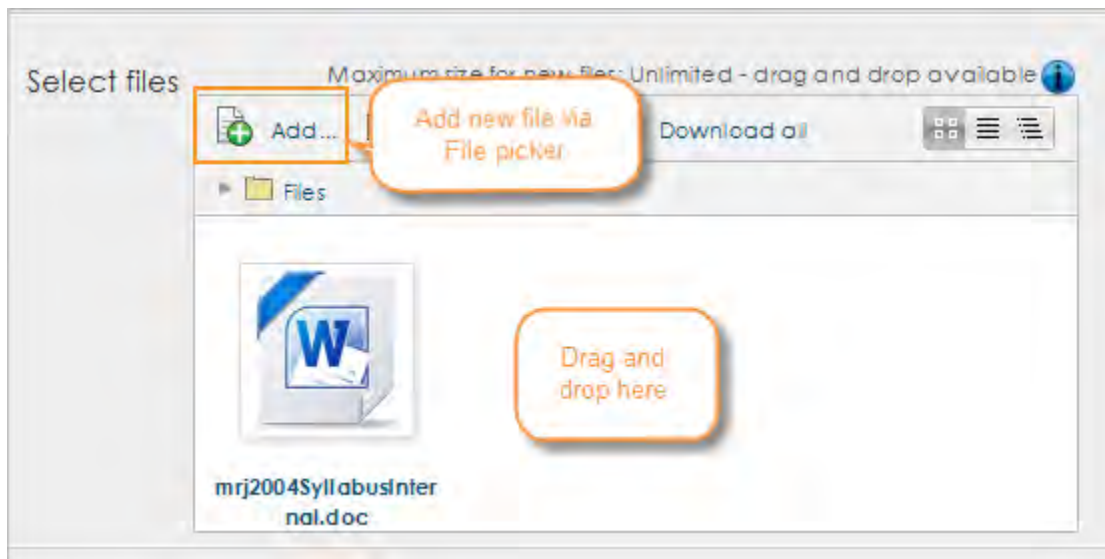 Select files
Maximum size for new files: Unlimited - drag and drop available
Add...
Add new file via
File picker
Download all
Files
W
Drag and
drop here
mrj2004SyllabusInter
nal.doc